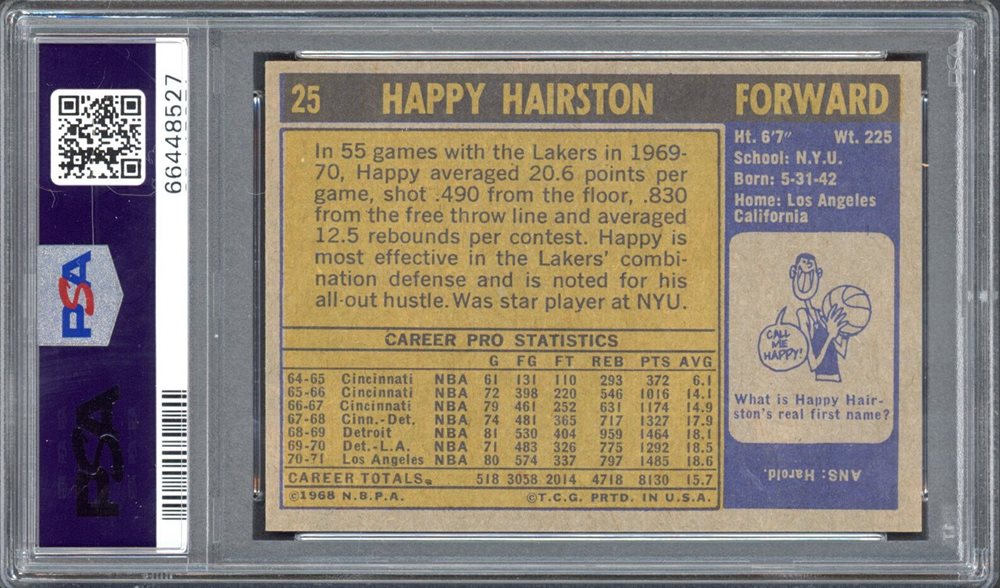 66448527
PSA
PSA
25 HAPPY HAIRSTON FORWARD
In 55 games with the Lakers in 1969-
70, Happy averaged 20.6 points per
game, shot .490 from the floor, .830
from the free throw line and averaged
12.5 rebounds per contest. Happy is
most effective in the Lakers' combi-
nation defense and is noted for his
all-out hustle. Was star player at NYU.
Ht. 6'7" Wt. 225
School: N.Y.U.
Born: 5-31-42
Home: Los Angeles
California
CALL
ME
HAPPY!
What is Happy Hair-
ston's real first name?
ANS: Harold.
CAREER PRO STATISTICS
G FG FT REB PTS AVG
64-65 Cincinnati NBA 61 131 110 293 372 6.1
65-66 Cincinnati NBA 72 398 220 546 1016 14.1
66-67 Cincinnati NBA 79 461 252 631 1174 14.9
67-68 Cinn.-Det. NBA 74 481 365 717 1327 17.9
68-69 Detroit NBA 81 530 404 959 1464 18.1
69-70 Det.-L.A. NBA 71 483 326 775 1292 18.5
70-71 Los Angeles NBA 80 574 337 797 1485 18.6
CAREER TOTALS. 518 3058 2014 4718 8130 15.7
©1968 N.B.P.A. ©T.C.G. PRTD. IN U.S.A.